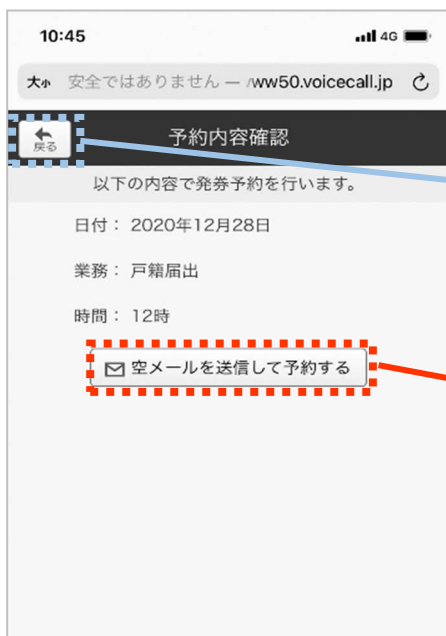 10:45 4G
大小 安全ではありません — ww50.voicecall.jp
戻る 予約内容確認
以下の内容で発券予約を行います。
日付： 2020年12月28日
業務： 戸籍届出
時間： 12時
空メールを送信して予約する